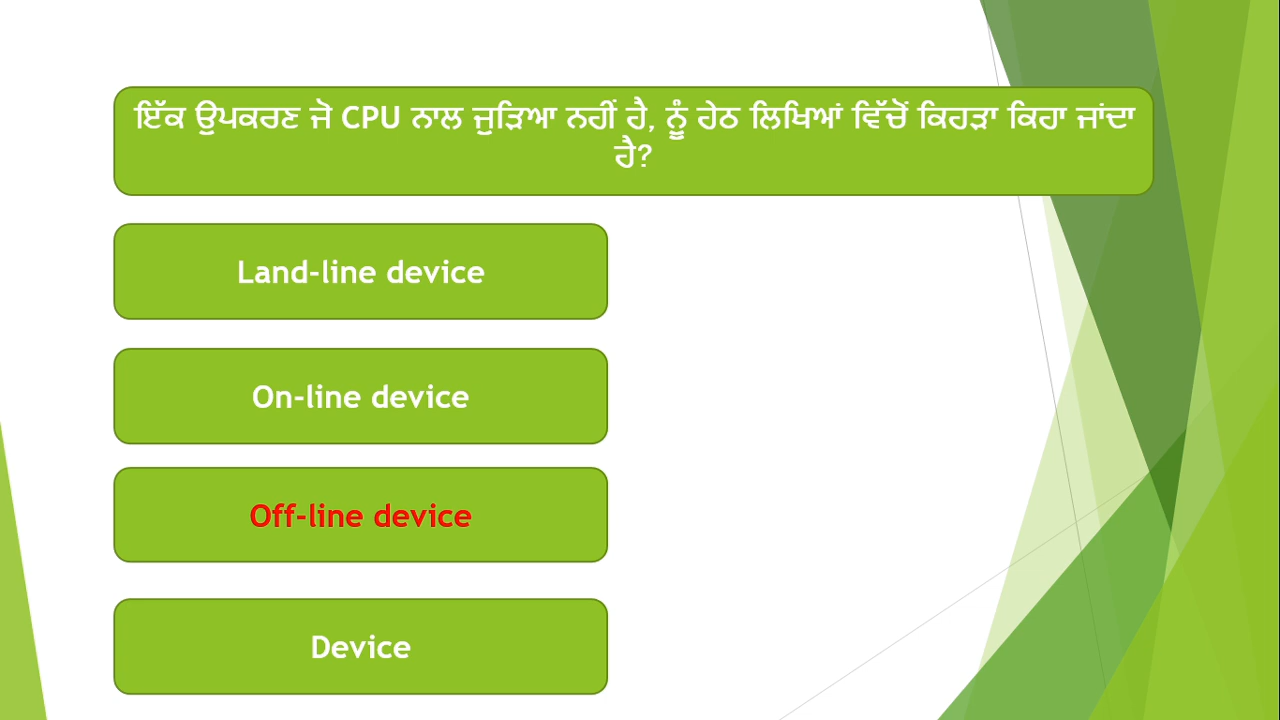 ਇੱਕ ਉਪਕਰਣ ਜੋ CPU ਨਾਲ ਜੁੜਿਆ ਨਹੀਂ ਹੈ, ਨੂੰ ਹੇਠ ਲਿਖਿਆਂ ਵਿੱਚੋਂ ਕਿਹੜਾ ਕਿਹਾ ਜਾਂਦਾ
ਹੈ?
Land-line device
On-line device
Off-line device
Device